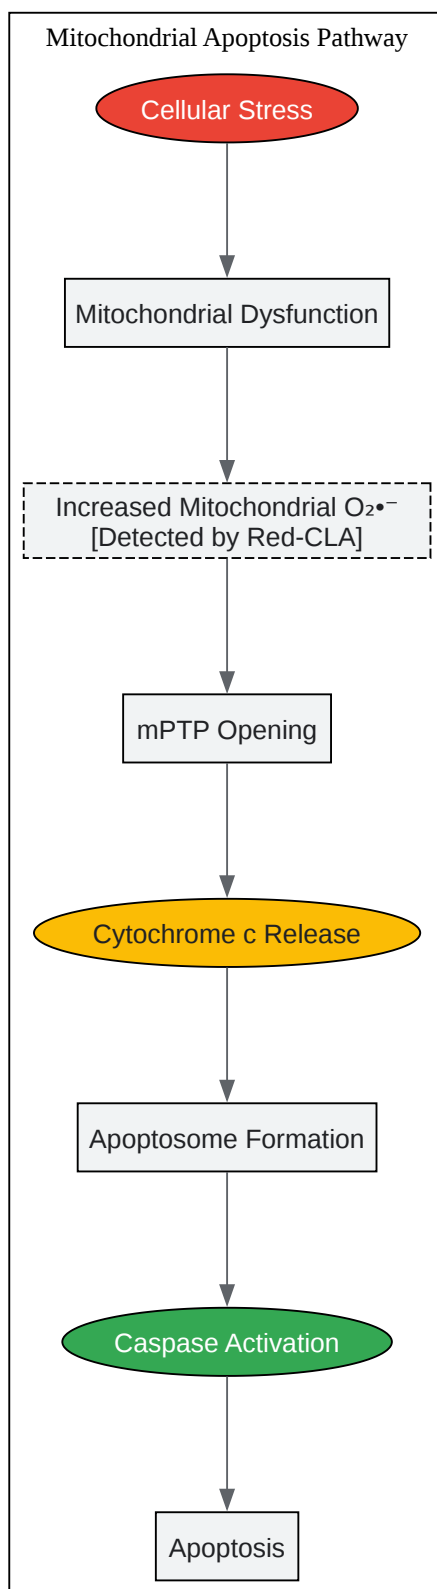 Mitochondrial Apoptosis Pathway
Cellular Stress
Mitochondrial Dysfunction
Increased Mitochondrial O₂•⁻
[Detected by Red-CLA]
mPTP Opening
Cytochrome c Release
Apoptosome Formation
Caspase Activation
Apoptosis